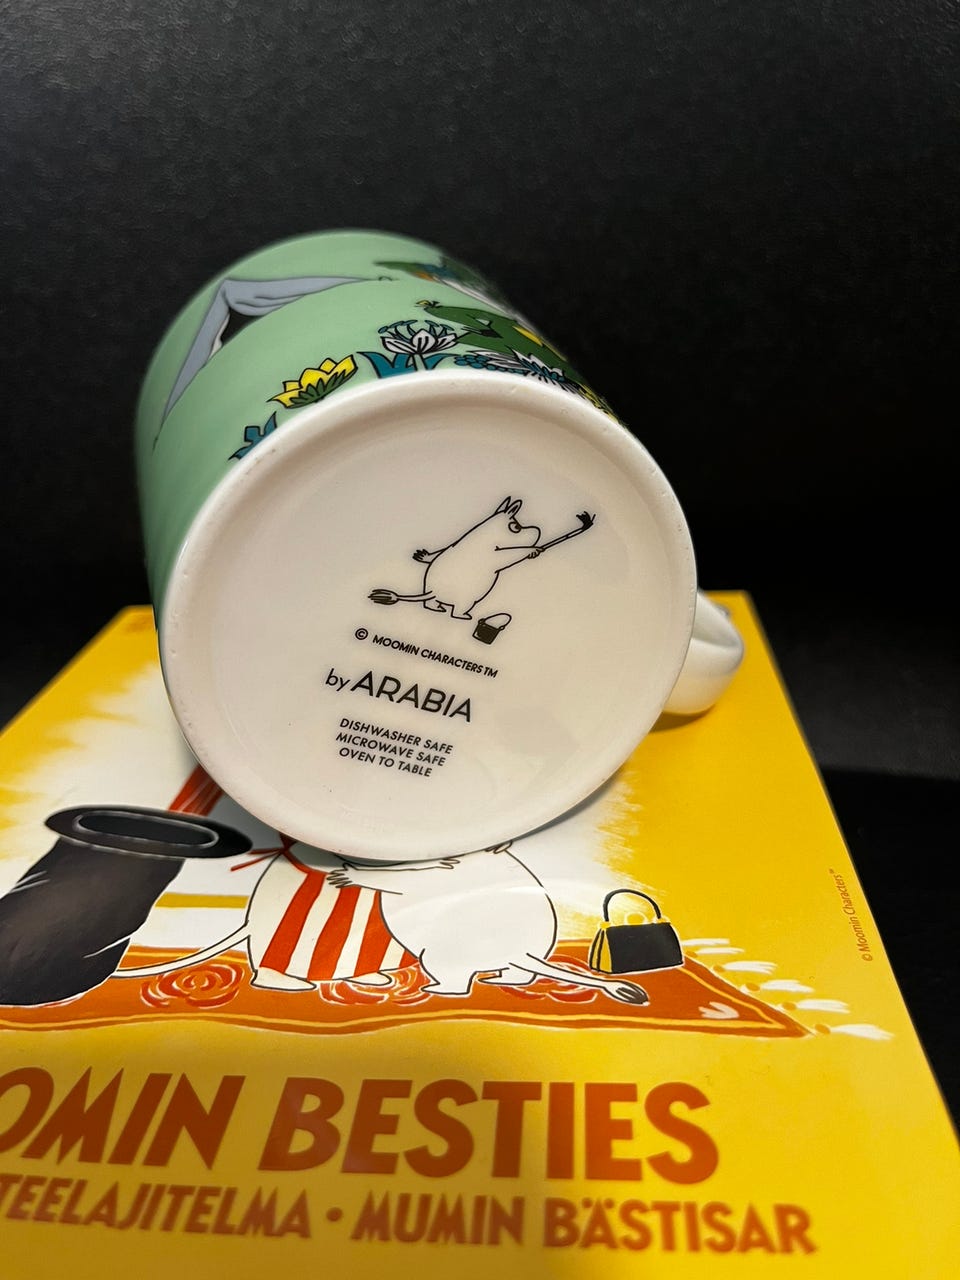 © MOOMIN CHARACTERS TM
by ARABIA
DISHWASHER SAFE
MICROWAVE SAFE
OVEN TO TABLE
© Moomin Characters™
OMIN BESTIES
TEELAJITELMA • MUMIN BÄSTISAR